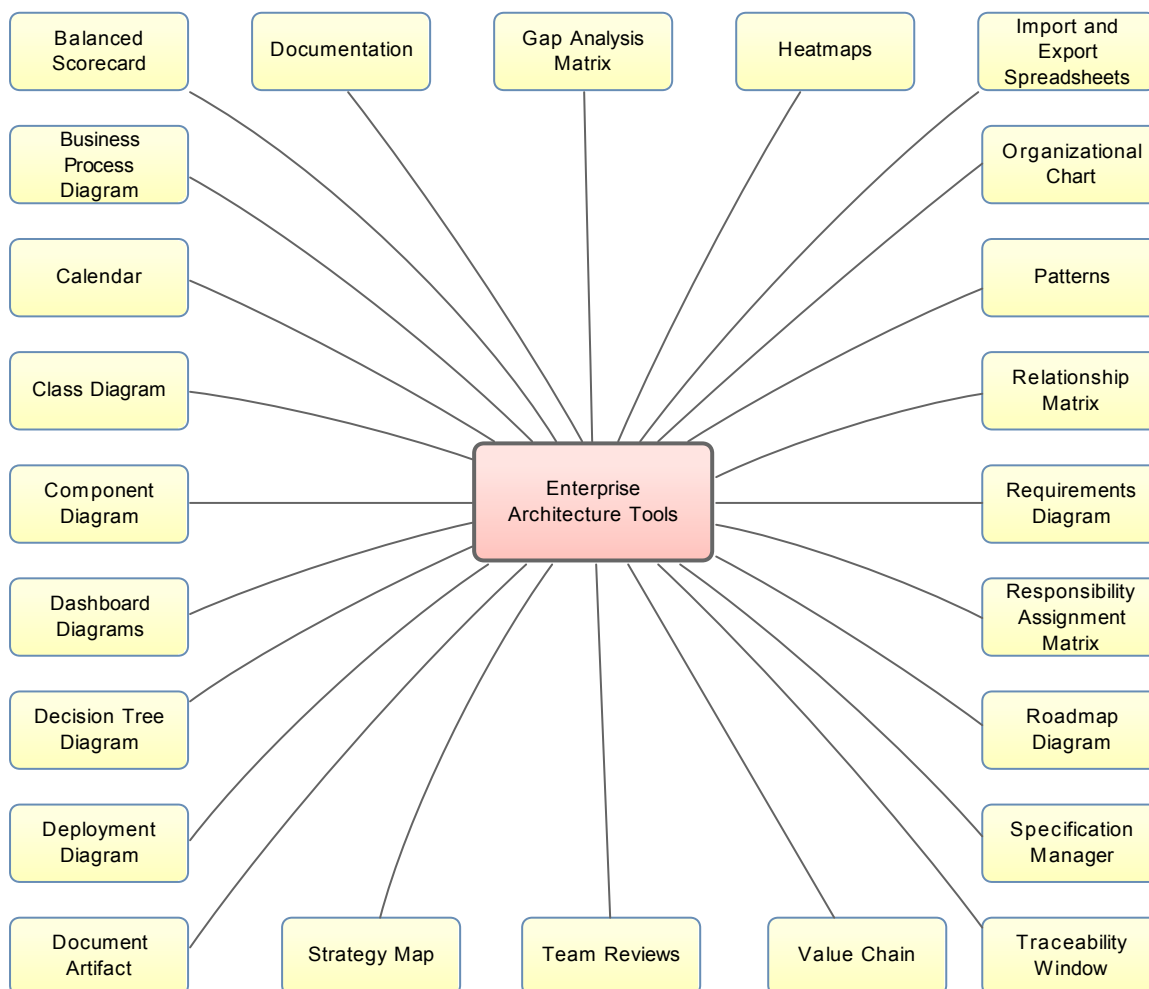 Balanced
Scorecard
Documentation
Gap Analysis
Matrix
Heatmaps
Import and
Export
Spreadsheets
Business
Process
Diagram
Organizational
Chart
Calendar
Patterns
Class Diagram
Relationship
Matrix
Component
Diagram
Enterprise
Architecture Tools
Requirements
Diagram
Dashboard
Diagrams
Responsibility
Assignment
Matrix
Decision Tree
Diagram
Roadmap
Diagram
Deployment
Diagram
Specification
Manager
Document
Artifact
Strategy Map
Team Reviews
Value Chain
Traceability
Window